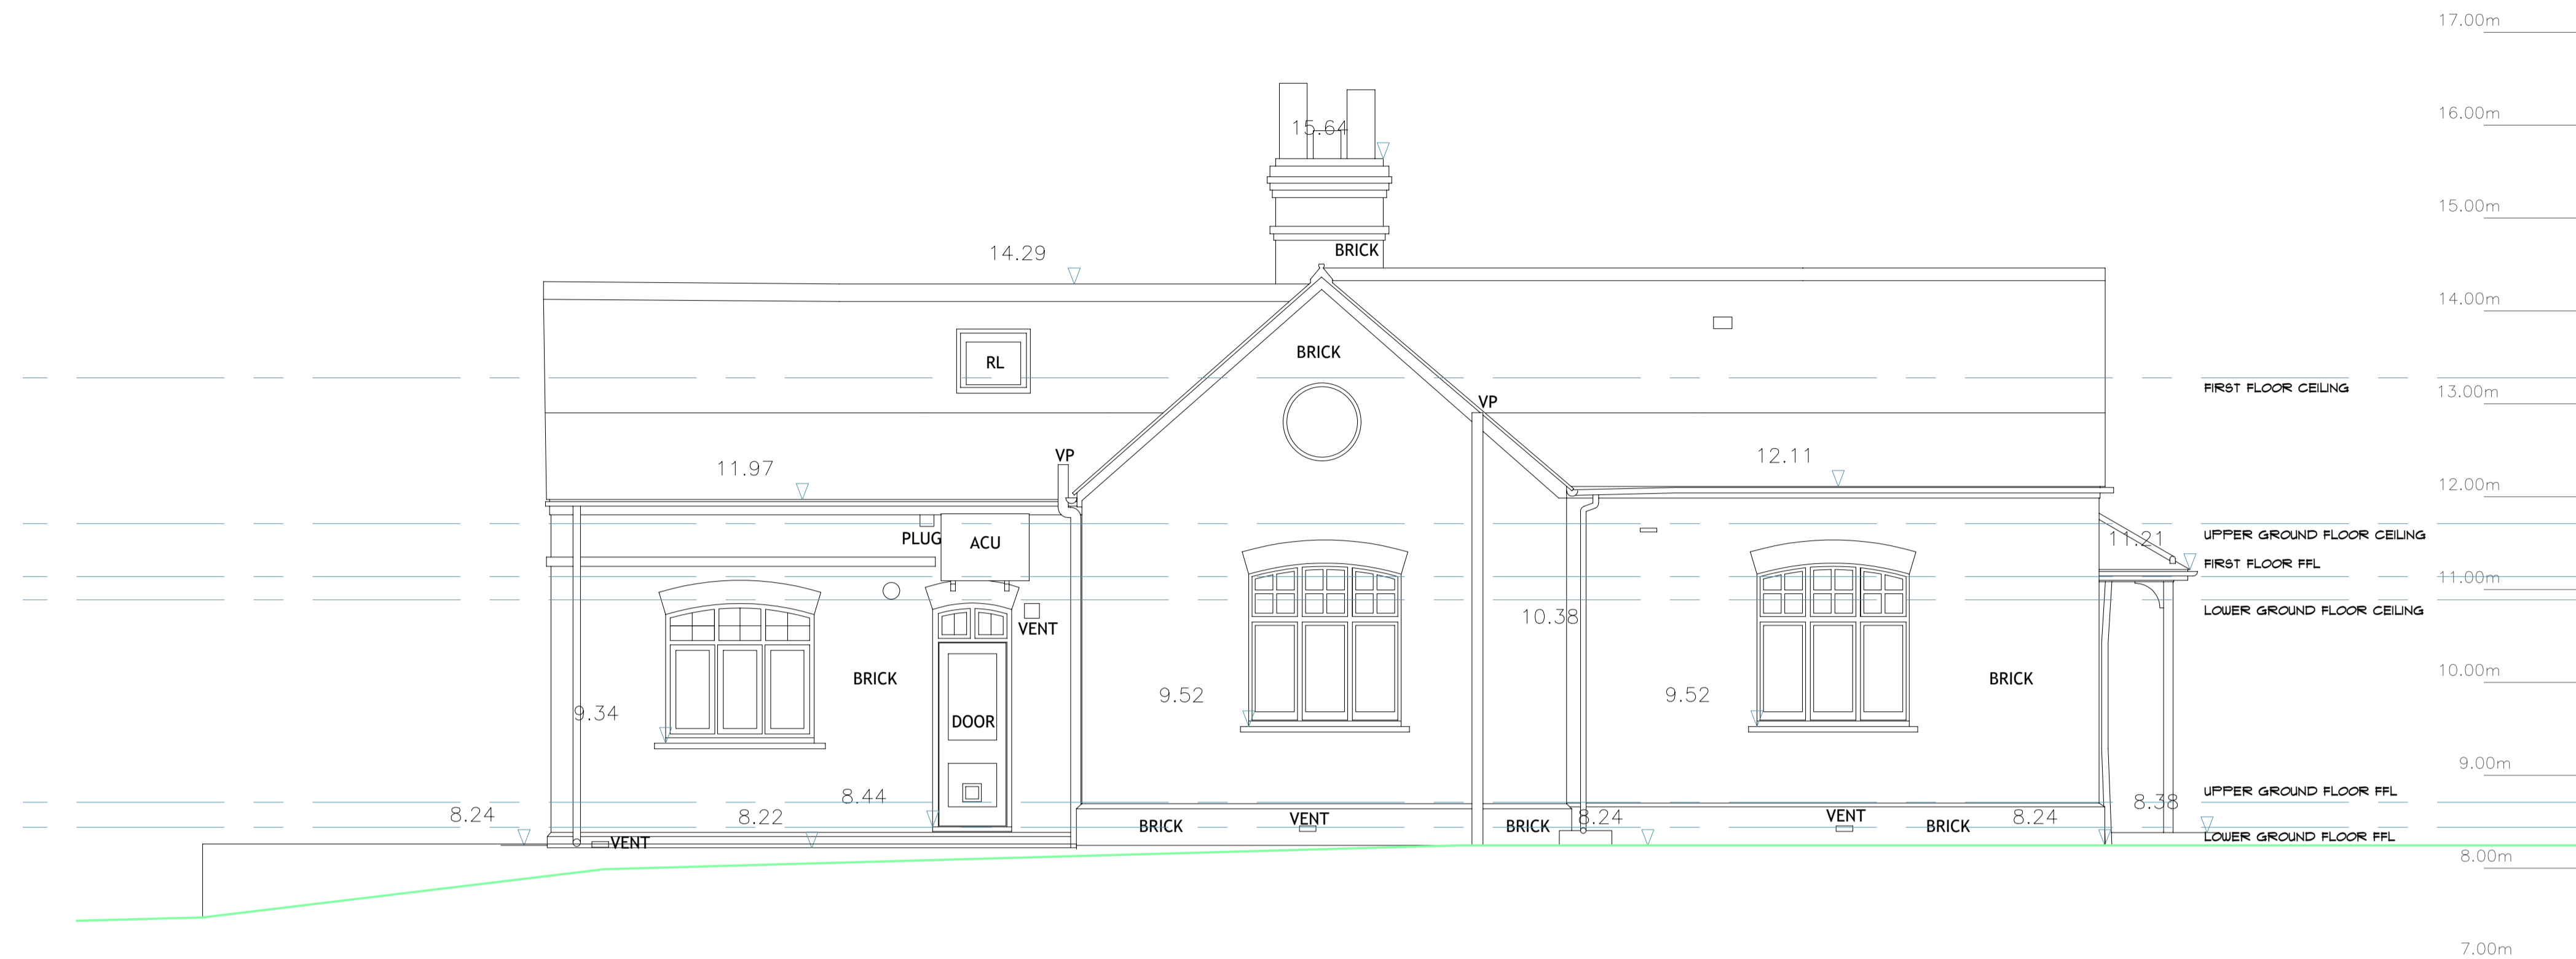 17.00m
16.00m
15.64
15.00m
14.29
BRICK
14.00m
BRICK
RL
FIRST FLOOR CEILING
13.00m
VP
VP
12.11
11.97
12.00m
PLUG
ACU
UPPER GROUND FLOOR CEILING
11.21
FIRST FLOOR FFL
11.00m
LOWER GROUND FLOOR CEILING
10.38
VENT
10.00m
BRICK
BRICK
9.52
9.52
9.34
DOOR
9.00m
UPPER GROUND FLOOR FFL
8.44
8.38
8.24
8.22
VENT
8.24
VENT
8.24
BRICK
BRICK
BRICK
LOWER GROUND FLOOR FFL
VENT
8.00m
7.00m